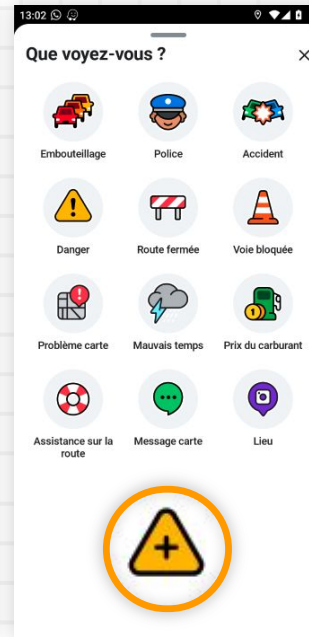 13:02
Que voyez-vous ?
Embouteillage Police Accident
Danger Route fermée Voie bloquée
Problème carte Mauvais temps Prix du carburant
Assistance sur la route Message carte Lieu